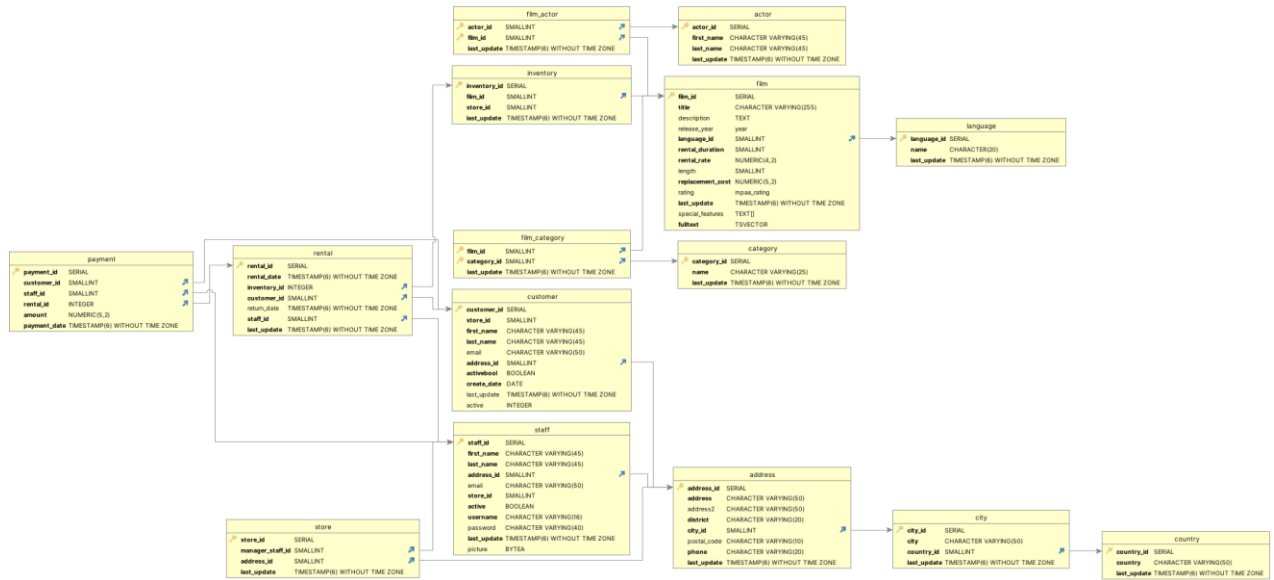 film_actor
actor_id SMALLINT
film_id SMALLINT
last_update TIMESTAMP(6) WITHOUT TIME ZONE
actor
actor_id SERIAL
first_name CHARACTER VARYING(45)
last_name CHARACTER VARYING(45)
last_update TIMESTAMP(6) WITHOUT TIME ZONE
inventory
inventory_id SERIAL
film_id SMALLINT
store_id SMALLINT
last_update TIMESTAMP(6) WITHOUT TIME ZONE
film
film_id SERIAL
title CHARACTER VARYING(255)
description TEXT
release_year year
language_id SMALLINT
rental_duration SMALLINT
rental_rate NUMERIC(4,2)
length SMALLINT
replacement_cost NUMERIC(5,2)
rating mpaa_rating
last_update TIMESTAMP(6) WITHOUT TIME ZONE
special_features TEXT[]
fulltext TSVECTOR
language
language_id SERIAL
name CHARACTER(20)
last_update TIMESTAMP(6) WITHOUT TIME ZONE
payment
payment_id SERIAL
customer_id SMALLINT
staff_id SMALLINT
rental_id INTEGER
amount NUMERIC(5,2)
payment_date TIMESTAMP(6) WITHOUT TIME ZONE
rental
rental_id SERIAL
rental_date TIMESTAMP(6) WITHOUT TIME ZONE
inventory_id INTEGER
customer_id SMALLINT
return_date TIMESTAMP(6) WITHOUT TIME ZONE
staff_id SMALLINT
last_update TIMESTAMP(6) WITHOUT TIME ZONE
film_category
film_id SMALLINT
category_id SMALLINT
last_update TIMESTAMP(6) WITHOUT TIME ZONE
category
category_id SERIAL
name CHARACTER VARYING(25)
last_update TIMESTAMP(6) WITHOUT TIME ZONE
customer
customer_id SERIAL
store_id SMALLINT
first_name CHARACTER VARYING(45)
last_name CHARACTER VARYING(45)
email CHARACTER VARYING(50)
address_id SMALLINT
activebool BOOLEAN
create_date DATE
last_update TIMESTAMP(6) WITHOUT TIME ZONE
active INTEGER
staff
staff_id SERIAL
first_name CHARACTER VARYING(45)
last_name CHARACTER VARYING(45)
address_id SMALLINT
email CHARACTER VARYING(50)
store_id SMALLINT
active BOOLEAN
username CHARACTER VARYING(16)
password CHARACTER VARYING(40)
last_update TIMESTAMP(6) WITHOUT TIME ZONE
picture BYTEA
store
store_id SERIAL
manager_staff_id SMALLINT
address_id SMALLINT
last_update TIMESTAMP(6) WITHOUT TIME ZONE
address
address_id SERIAL
address CHARACTER VARYING(50)
address2 CHARACTER VARYING(50)
district CHARACTER VARYING(20)
city_id SMALLINT
postal_code CHARACTER VARYING(10)
phone CHARACTER VARYING(20)
last_update TIMESTAMP(6) WITHOUT TIME ZONE
city
city_id SERIAL
city CHARACTER VARYING(50)
country_id SMALLINT
last_update TIMESTAMP(6) WITHOUT TIME ZONE
country
country_id SERIAL
country CHARACTER VARYING(50)
last_update TIMESTAMP(6) WITHOUT TIME ZONE